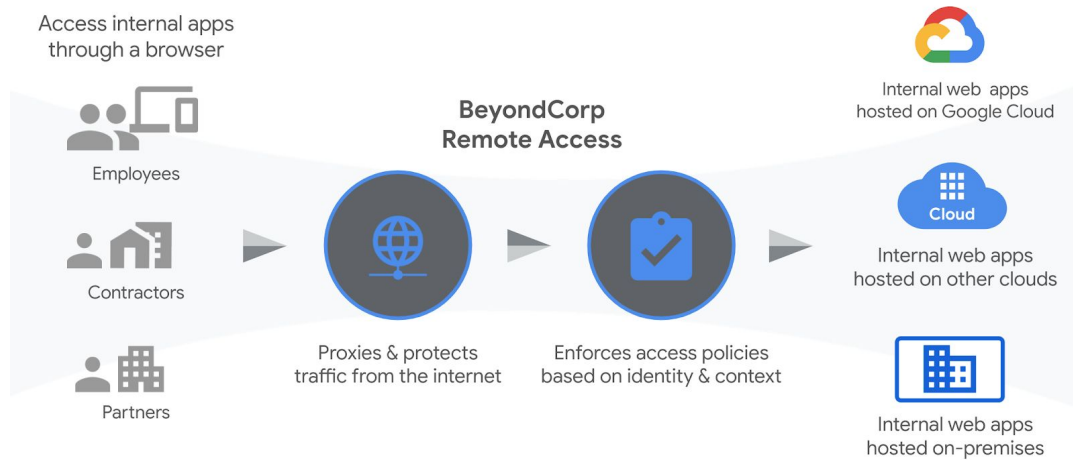 Access internal apps
through a browser
Employees
Contractors
Partners
BeyondCorp
Remote Access
Proxies & protects
traffic from the internet
Enforces access policies
based on identity & context
Internal web apps
hosted on Google Cloud
Cloud
Internal web apps
hosted on other clouds
Internal web apps
hosted on-premises